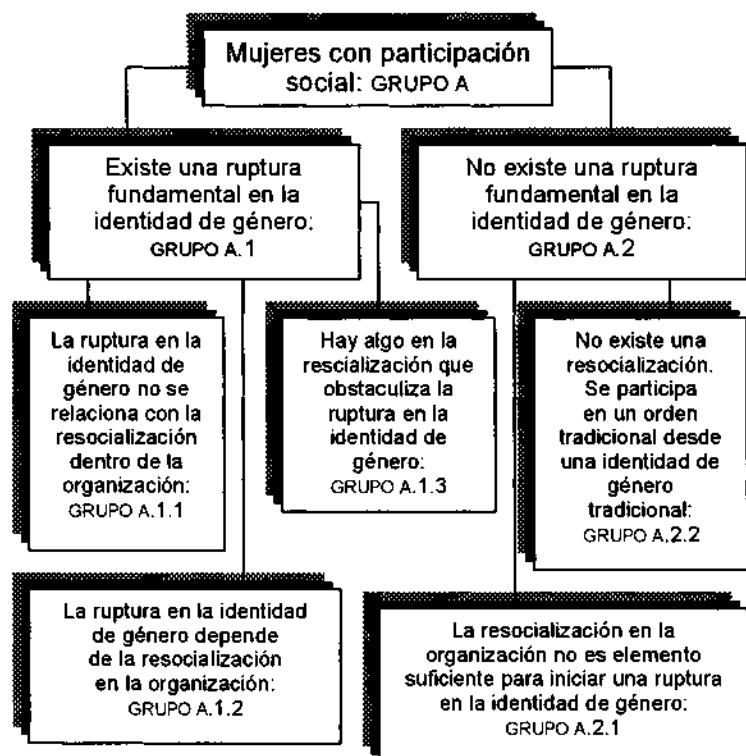 Mujeres con participación
social: GRUPO A
Existe una ruptura
fundamental en la
identidad de género:
GRUPO A.1
No existe una ruptura
fundamental en la
identidad de género:
GRUPO A.2
La ruptura en la
identidad de
género no se
relaciona con la
resocialización
dentro de la
organización:
GRUPO A.1.1
Hay algo en la
rescialización que
obstaculiza la
ruptura en la
identidad de
género:
GRUPO A.1.3
No existe una
resocialización.
Se participa
en un orden
tradicional desde
una identidad de
género
tradicional:
GRUPO A.2.2
La ruptura en la identidad
de género depende
de la resocialización
en la organización:
GRUPO A.1.2
La resocialización en la
organización no es elemento
suficiente para iniciar una ruptura
en la identidad de género:
GRUPO A.2.1